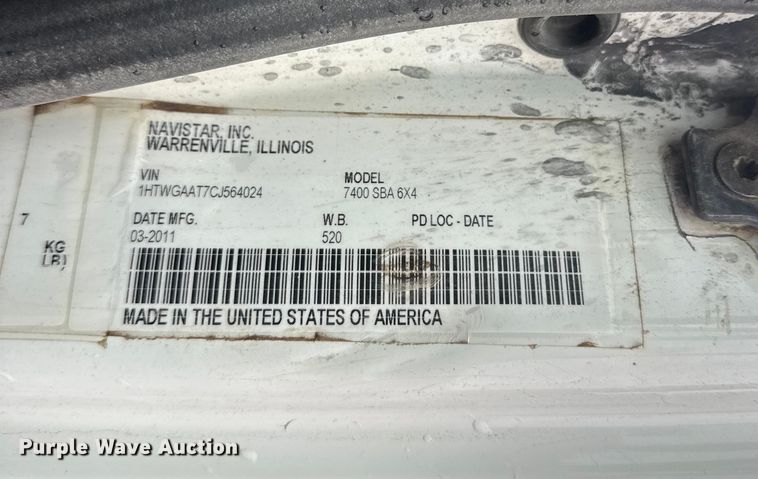 NAVISTAR, INC.
WARRENVILLE, ILLINOIS
VIN MODEL
1HTWGAAT7CJ564024 7400 SBA 6X4
DATE MFG. W.B. PD LOC - DATE
03-2011 520
7
KG
LB)
MADE IN THE UNITED STATES OF AMERICA
Purple Wave Auction